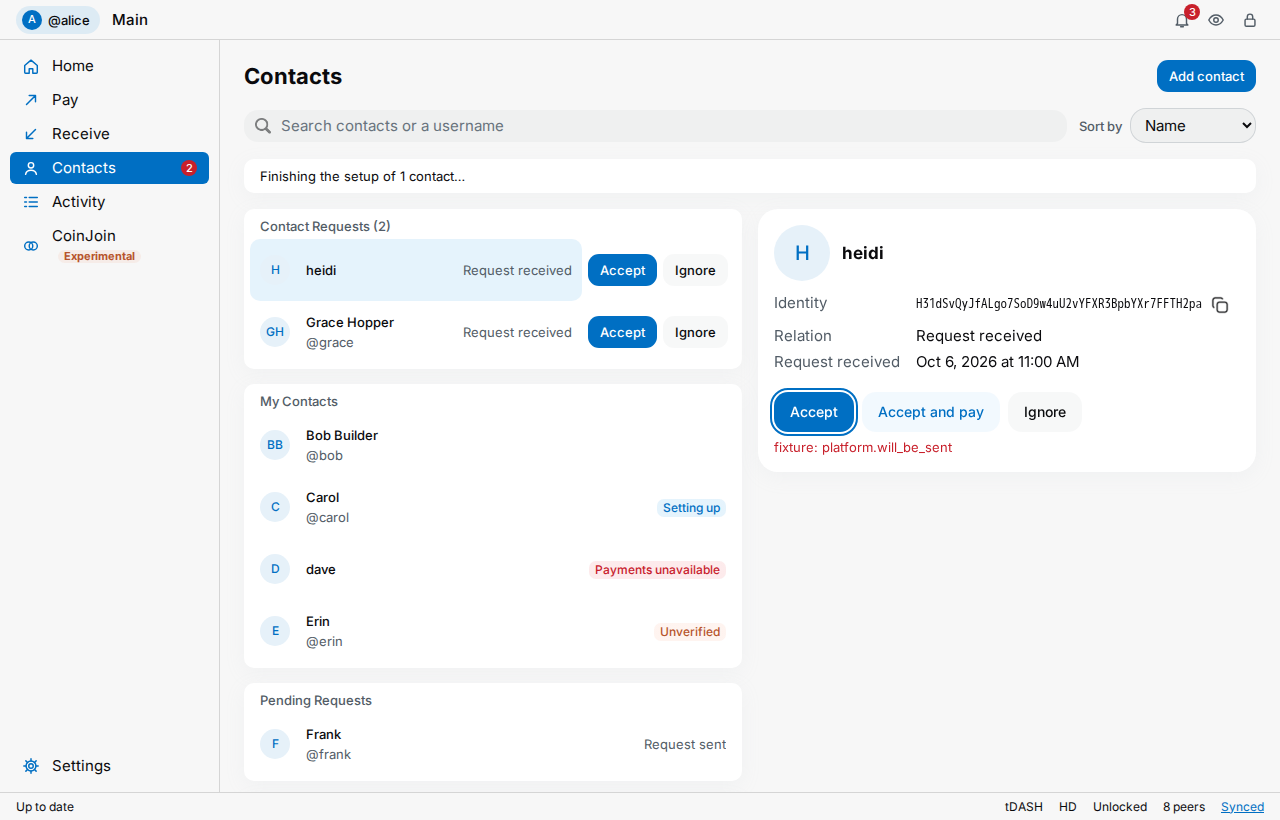 A @alice Main 3
Home
Pay
Receive
Contacts 2
Activity
CoinJoin
Experimental
Settings
Contacts
Add contact
Search contacts or a username
Sort by Name
Finishing the setup of 1 contact...
Contact Requests (2)
H heidi Request received Accept Ignore
GH Grace Hopper
@grace
Request received Accept Ignore
My Contacts
BB Bob Builder
@bob
C Carol
@carol
Setting up
D dave Payments unavailable
E Erin
@erin
Unverified
Pending Requests
F Frank
@frank
Request sent
H heidi
Identity H31dSvQyJfALgo7SoD9w4uU2vYFXR3BpbYXr7FFTH2pa
Relation Request received
Request received Oct 6, 2026 at 11:00 AM
Accept Accept and pay Ignore
fixture: platform.will_be_sent
Up to date tDASH HD Unlocked 8 peers Synced